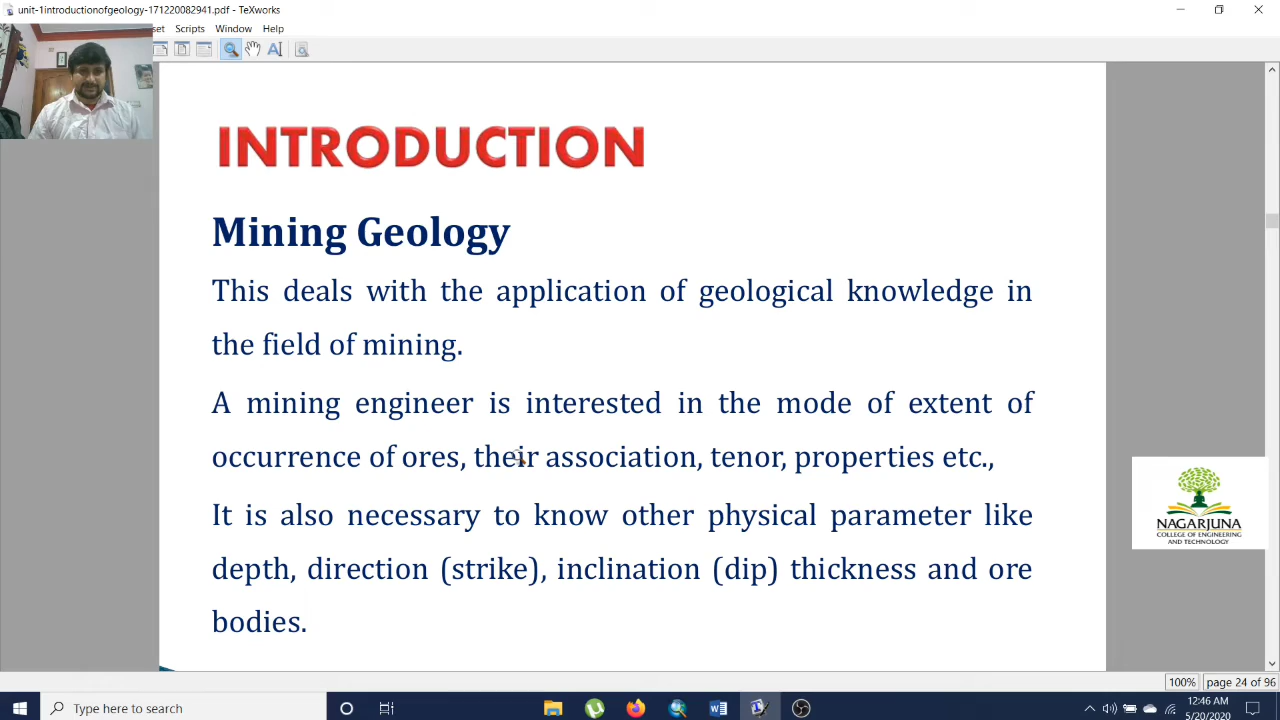 unit-1introductionofgeology-171220082941.pdf - TeXworks
set Scripts Window Help
INTRODUCTION
Mining Geology
This deals with the application of geological knowledge in
the field of mining.
A mining engineer is interested in the mode of extent of
occurrence of ores, their association, tenor, properties etc.,
It is also necessary to know other physical parameter like
depth, direction (strike), inclination (dip) thickness and ore
bodies.
NAGARJUNA
COLLEGE OF ENGINEERING
AND TECHNOLOGY
100% page 24 of 96
Type here to search
12:46 AM
5/20/2020